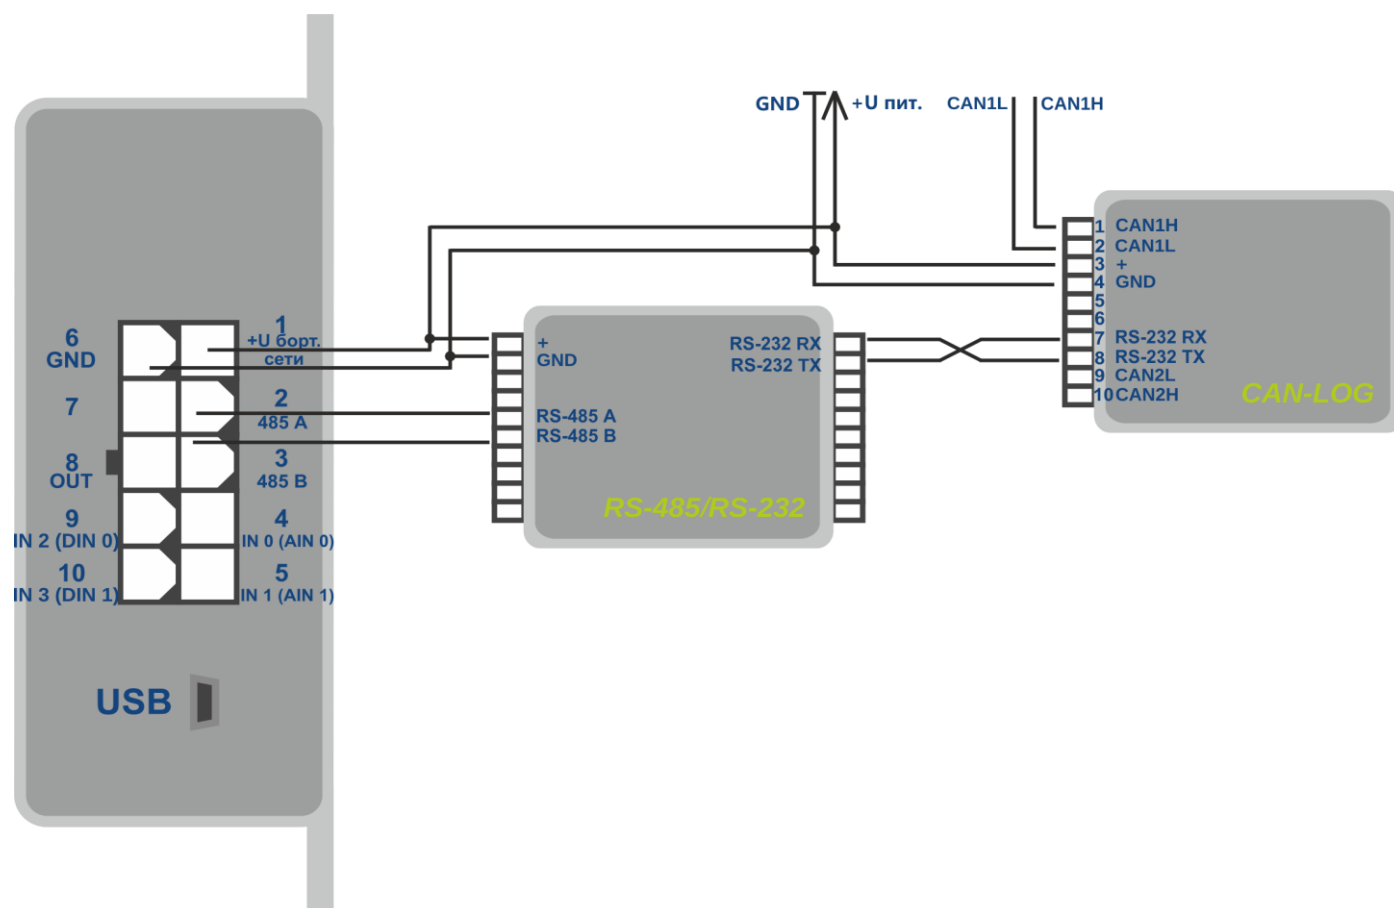 GND
+U пит.
CAN1L
CAN1H
1 CAN1H
2 CAN1L
3 +
4 GND
5
6
7 RS-232 RX
8 RS-232 TX
9 CAN2L
10 CAN2H
CAN-LOG
6
GND
7
8
OUT
9
IN 2 (DIN 0)
10
IN 3 (DIN 1)
1
+U борт.
сети
2
485 A
3
485 B
4
IN 0 (AIN 0)
5
IN 1 (AIN 1)
USB
+
GND
RS-485 A
RS-485 B
RS-232 RX
RS-232 TX
RS-485/RS-232